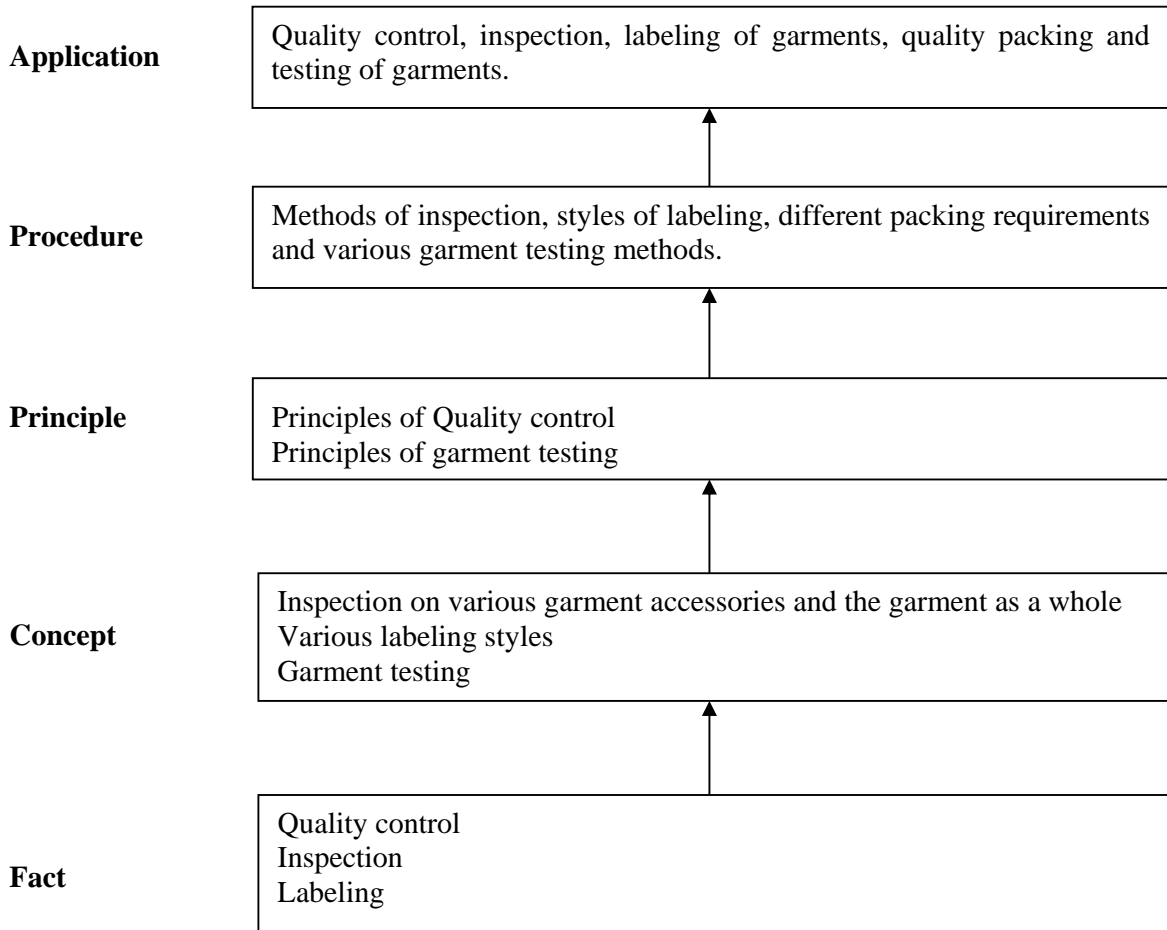 Application
Quality control, inspection, labeling of garments, quality packing and
testing of garments.
Procedure
Methods of inspection, styles of labeling, different packing requirements
and various garment testing methods.
Principle
Principles of Quality control
Principles of garment testing
Concept
Inspection on various garment accessories and the garment as a whole
Various labeling styles
Garment testing
Fact
Quality control
Inspection
Labeling